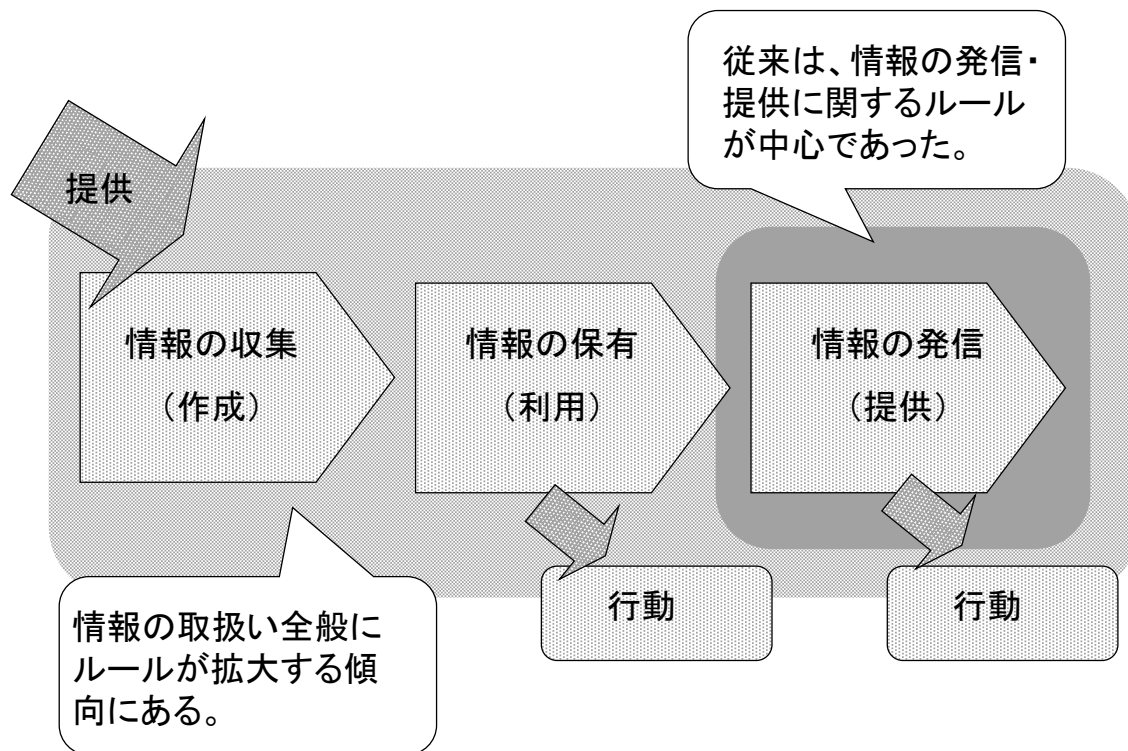 従来は、情報の発信・
提供に関するルール
が中心であった。
提供
情報の収集
（作成）
情報の保有
（利用）
情報の発信
（提供）
行動
行動
情報の取扱い全般に
ルールが拡大する傾
向にある。